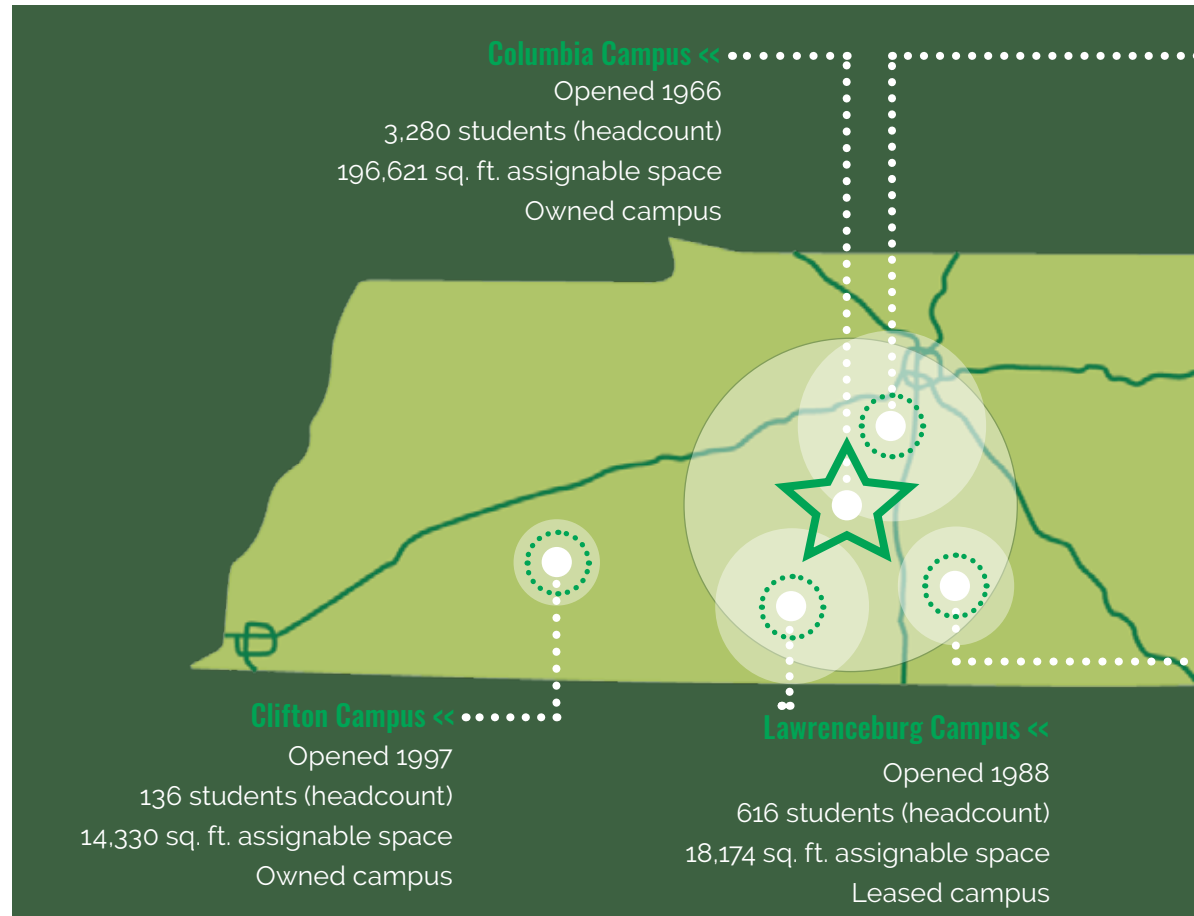 Columbia Campus <<
Opened 1966
3,280 students (headcount)
196,621 sq. ft. assignable space
Owned campus
Clifton Campus <<
Opened 1997
136 students (headcount)
14,330 sq. ft. assignable space
Owned campus
Lawrenceburg Campus <<
Opened 1988
616 students (headcount)
18,174 sq. ft. assignable space
Leased campus